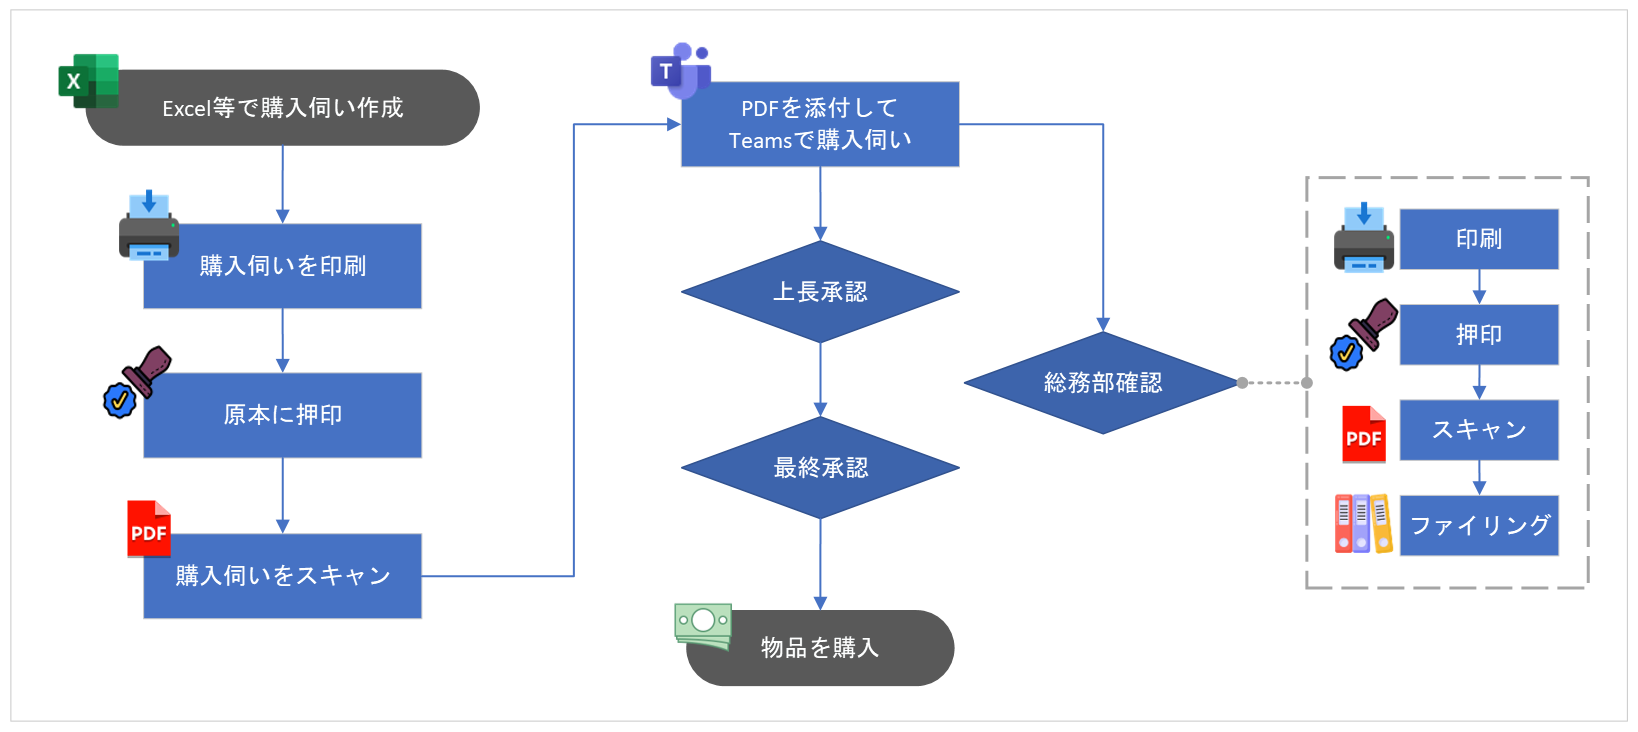 X
Excel等で購入伺い作成
購入伺いを印刷
原本に押印
PDF
購入伺いをスキャン
T
PDFを添付して
Teamsで購入伺い
上長承認
最終承認
物品を購入
総務部確認
印刷
押印
PDF
スキャン
ファイリング